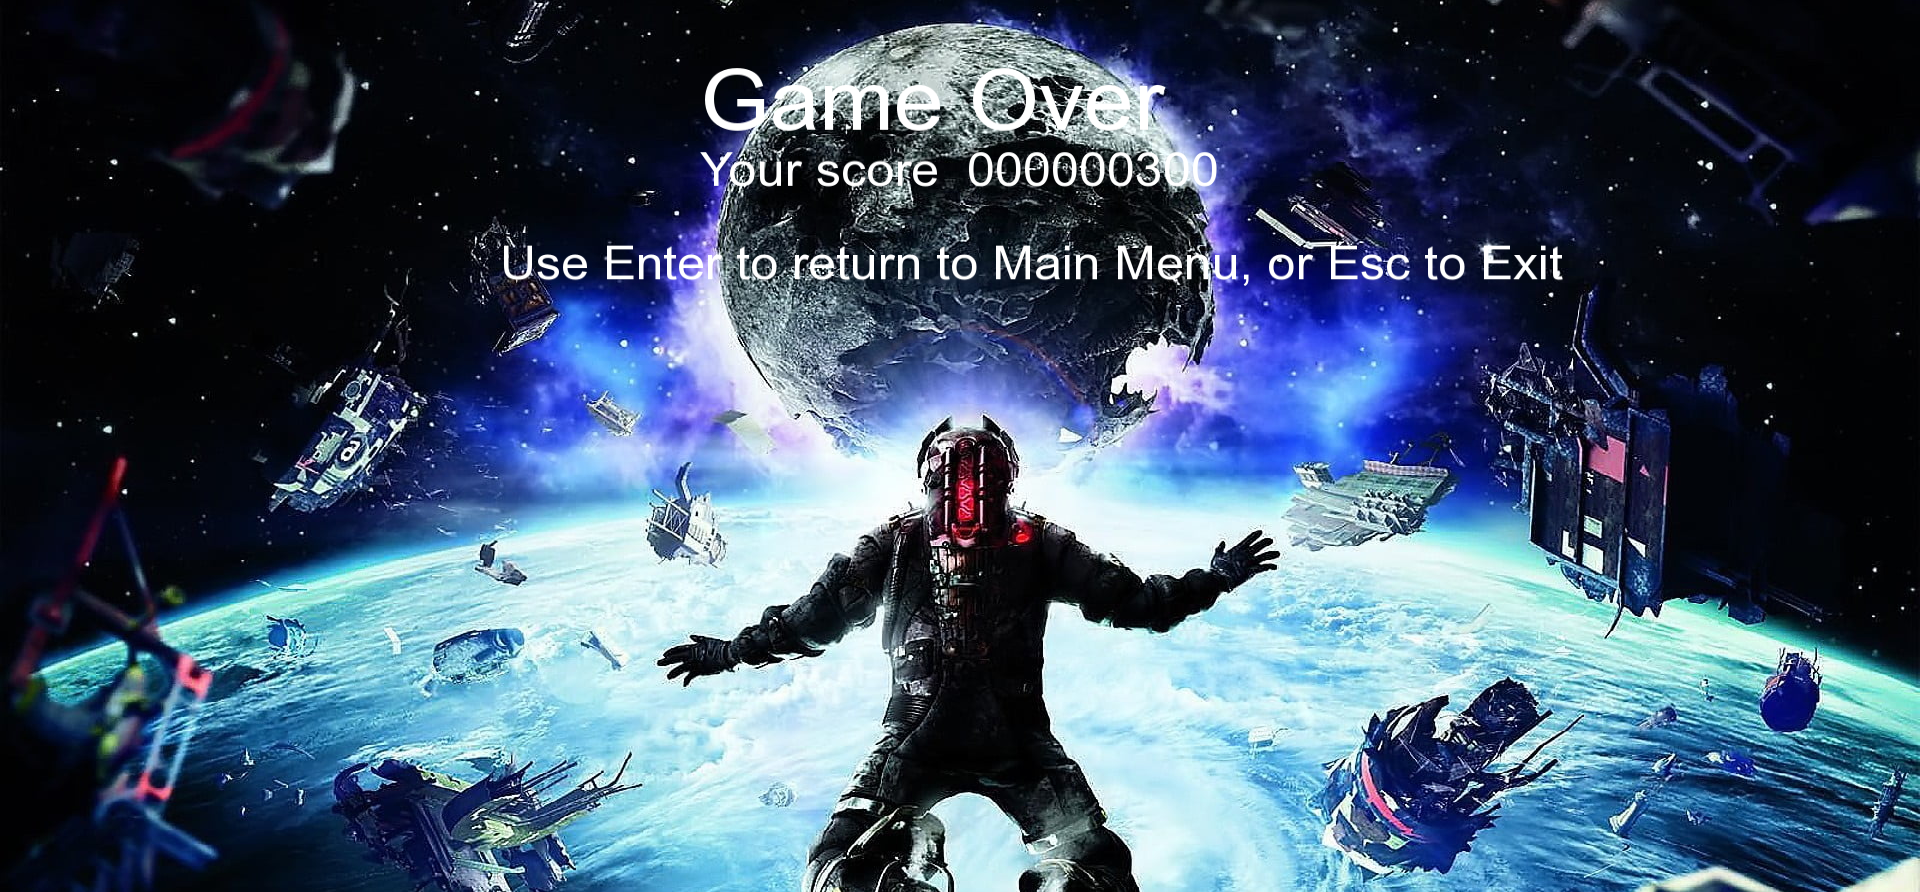 Game Over
Your score  000000300
Use Enter to return to Main Menu, or Esc to Exit